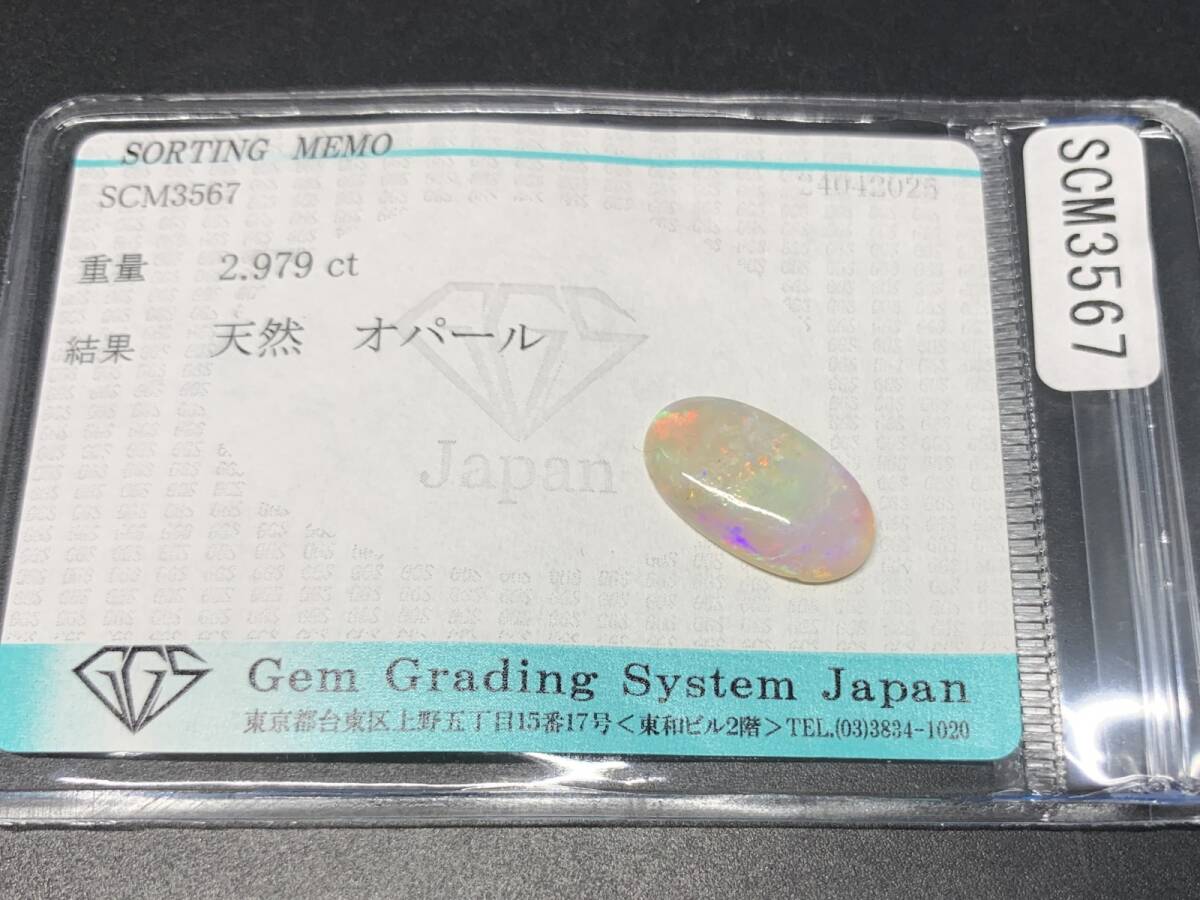 SORTING MEMO
SCM3567
24042025
重量 2.979 ct
結果 天然 オパール
GGS
Japan
GGS
Gem Grading System Japan
東京都台東区上野五丁目15番17号＜東和ビル2階＞TEL.(03)3834-1020
SCM3567